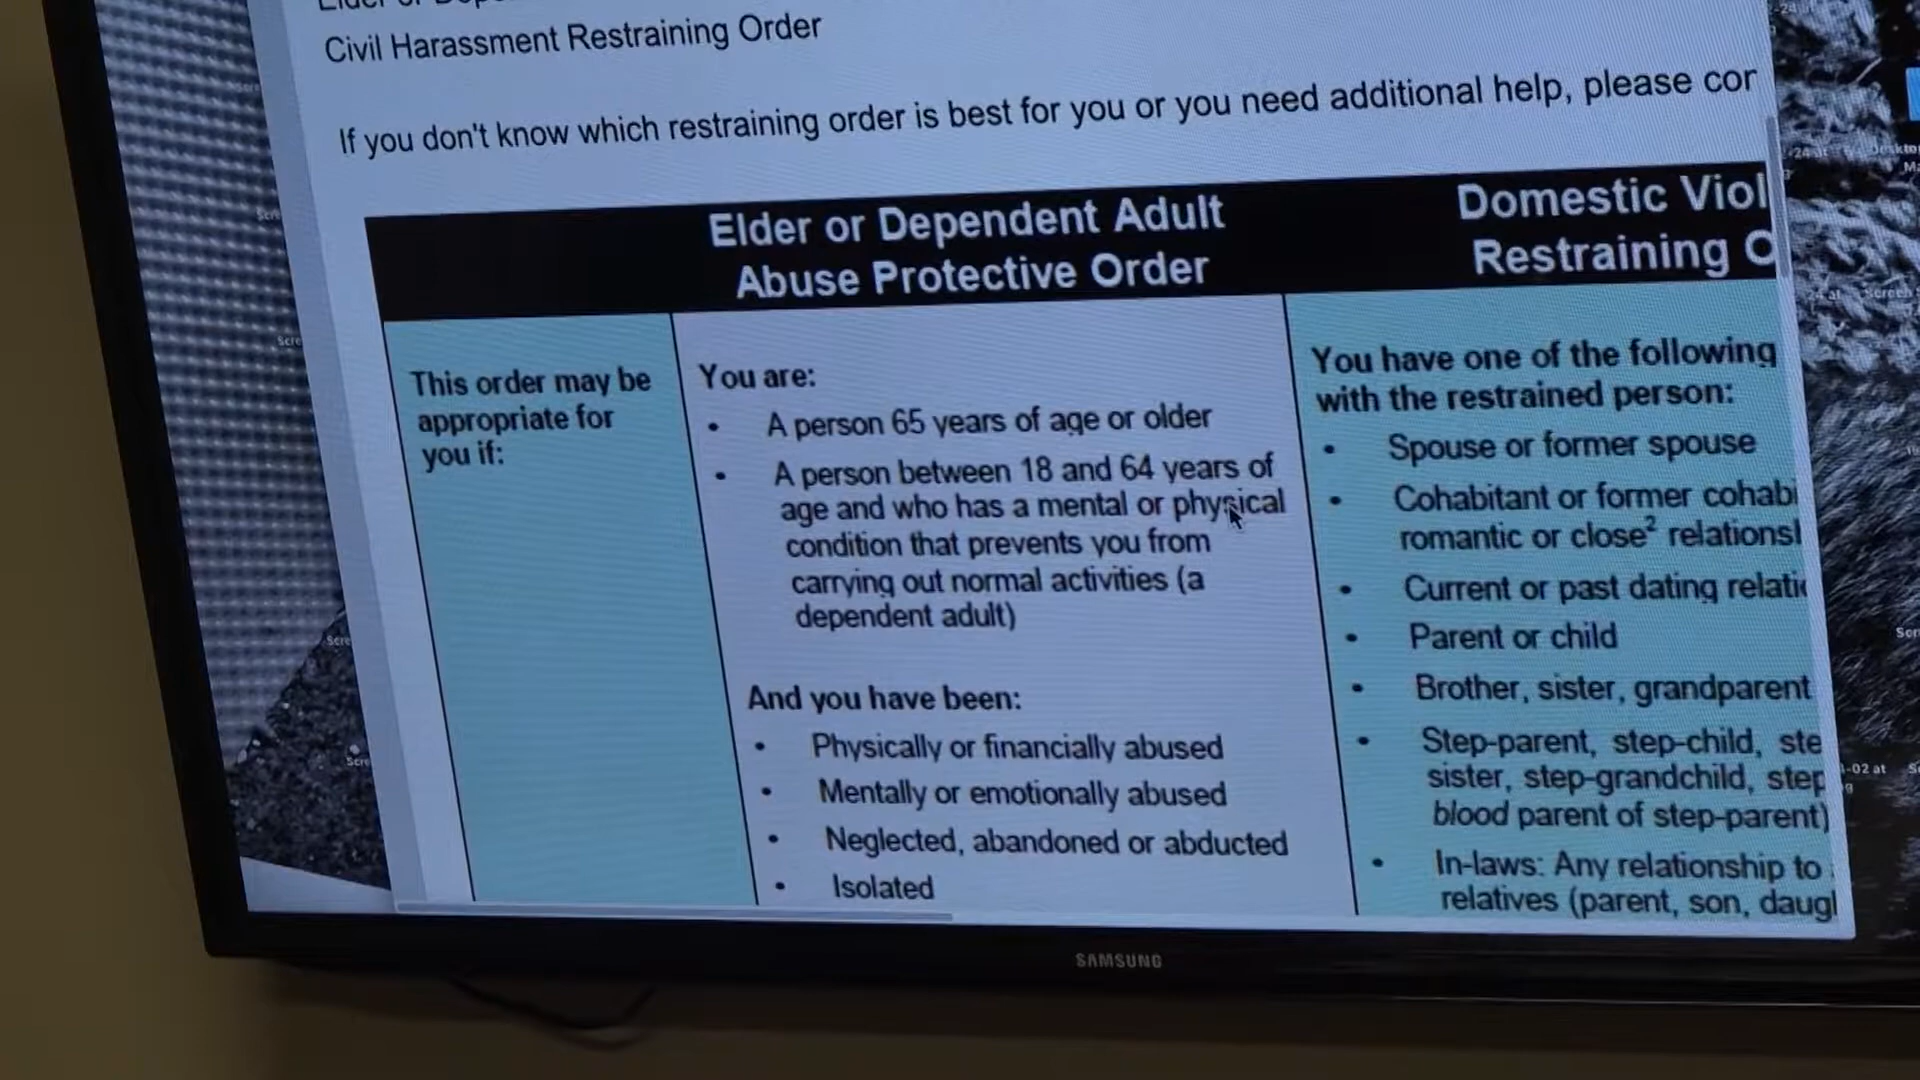 Civil Harassment Restraining Order
If you don't know which restraining order is best for you or you need additional help, please
Elder or Dependent Adult
Abuse Protective Order
Domestic
Restraining
This order may be
appropriate for
you if:
You are:
• A person 65 years of age or older
• A person between 18 and 64 years of
age and who has a mental or physical
condition that prevents you from
carrying out normal activities (a
dependent adult)
And you have been:
• Physically or financially abused
• Mentally or emotionally abused
• Neglected, abandoned or abducted
• Isolated
You have one of the following
with the restrained person:
• Spouse or former spouse
• Cohabitant or former
romantic or close²
• Current or past dating
• Parent or child
• Brother, sister, grandparent
• Step-parent, step-child,
sister, step-grandchild,
blood parent of step-parent)
• In-laws: Any relationship to
relatives (parent, son,
SAMSUNG